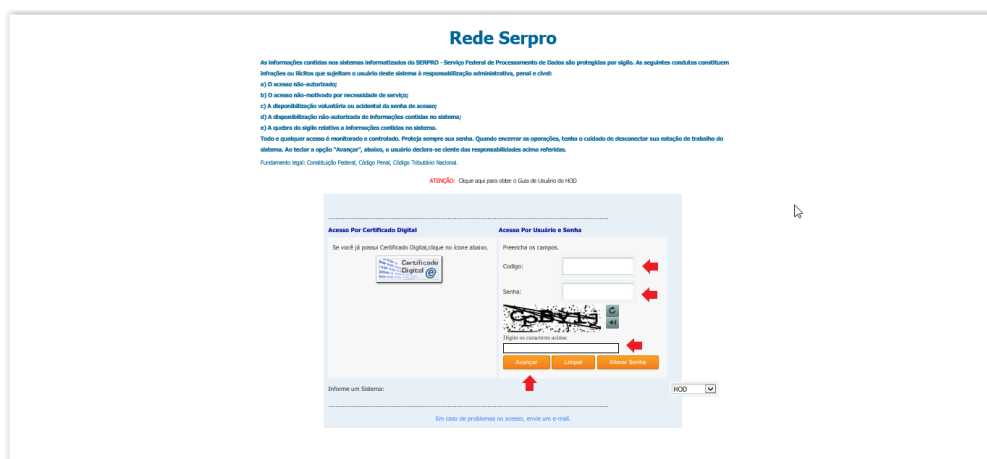 Rede Serpro
As informações contidas nos sistemas informatizados do SERPRO - Serviço Federal de Processamento de Dados são protegidas por sigilo. As seguintes condutas constituem
infrações ou ilícitos que sujeitam o usuário deste sistema à responsabilização administrativa, penal e cível:
a) O acesso não-autorizado;
b) O acesso não-motivado por necessidade de serviço;
c) A disponibilização voluntária ou acidental da senha de acesso;
d) A disponibilização não-autorizada de informações contidas no sistema;
e) A quebra do sigilo relativo a informações contidas no sistema.
Todo e qualquer acesso é monitorado e controlado. Proteja sempre sua senha. Quando encerrar as operações, tenha o cuidado de desconectar sua estação de trabalho do
sistema. Ao teclar a opção "Avançar", abaixo, o usuário declara-se ciente das responsabilidades acima referidas.
Fundamento legal: Constituição Federal, Código Penal, Código Tributário Nacional.
ATENÇÃO: Clique aqui para obter o Guia de Usuário do HOD
Acesso Por Certificado Digital
Se você já possui Certificado Digital,clique no ícone abaixo.
Certificado
Digital e
Acesso Por Usuário e Senha
Preencha os campos.
Codigo:
Senha:
Digite os caracteres acima:
Avançar Limpar Alterar Senha
Informe um Sistema: HOD
Em caso de problemas no acesso, envie um e-mail.